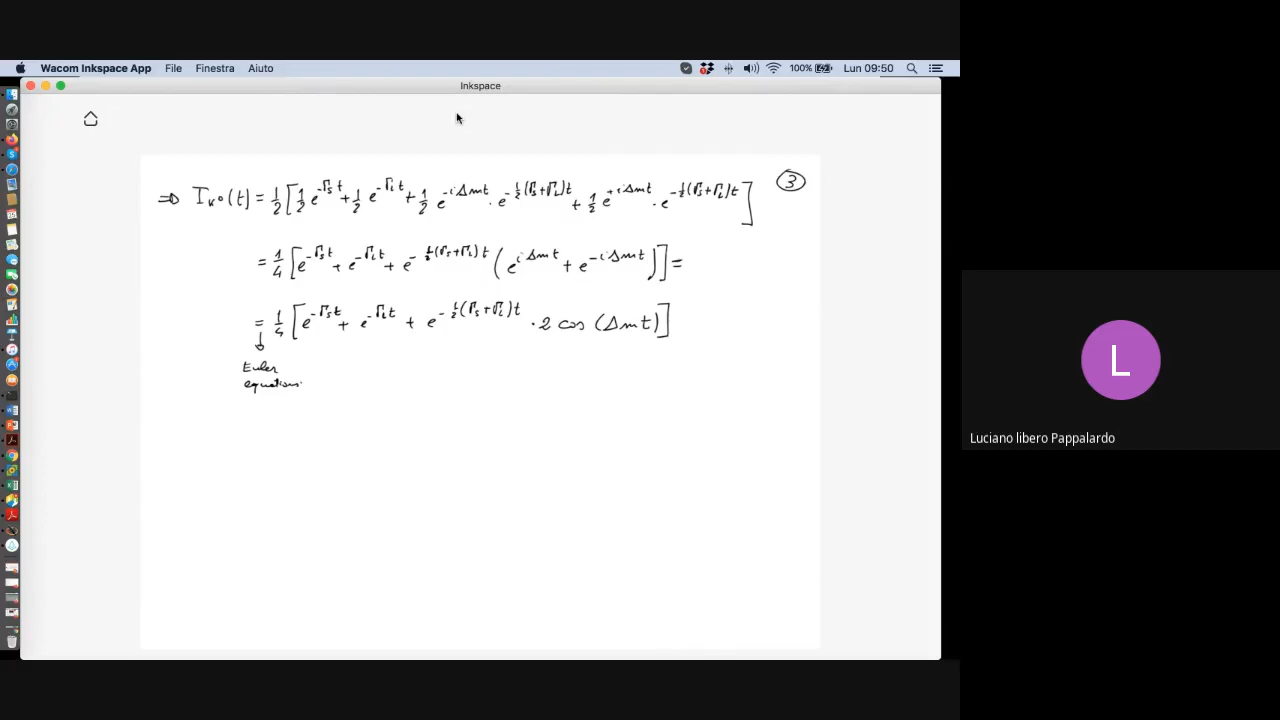 Wacom Inkspace App File Finestra Aiuto 100% Lun 09:50
Inkspace
⇒ I_{K⁰}(t) = 1/2 [ 1/2 e^{-Γ_S t} + 1/2 e^{-Γ_L t} + 1/2 e^{-iΔmt} · e^{-1/2(Γ_S+Γ_L)t} + 1/2 e^{+iΔmt} · e^{-1/2(Γ_S+Γ_L)t} ] ③
= 1/4 [ e^{-Γ_S t} + e^{-Γ_L t} + e^{-1/2(Γ_S+Γ_L)t} ( e^{iΔmt} + e^{-iΔmt} ) ] =
= 1/4 [ e^{-Γ_S t} + e^{-Γ_L t} + e^{-1/2(Γ_S+Γ_L)t} · 2 cos (Δmt) ]
Euler
equations
L
Luciano libero Pappalardo